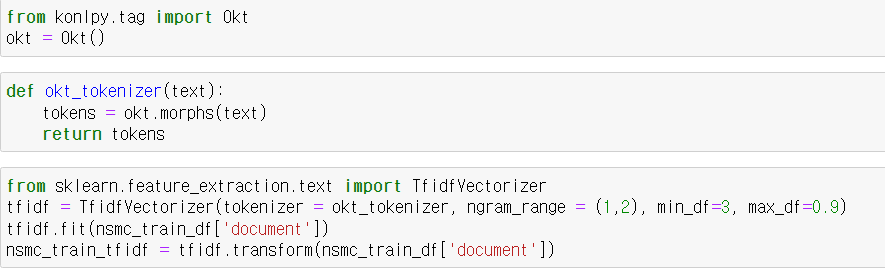 from konlpy.tag import Okt
okt = Okt()
def okt_tokenizer(text):
    tokens = okt.morphs(text)
    return tokens
from sklearn.feature_extraction.text import TfidfVectorizer
tfidf = TfidfVectorizer(tokenizer = okt_tokenizer, ngram_range = (1,2), min_df=3, max_df=0.9)
tfidf.fit(nsmc_train_df['document'])
nsmc_train_tfidf = tfidf.transform(nsmc_train_df['document'])